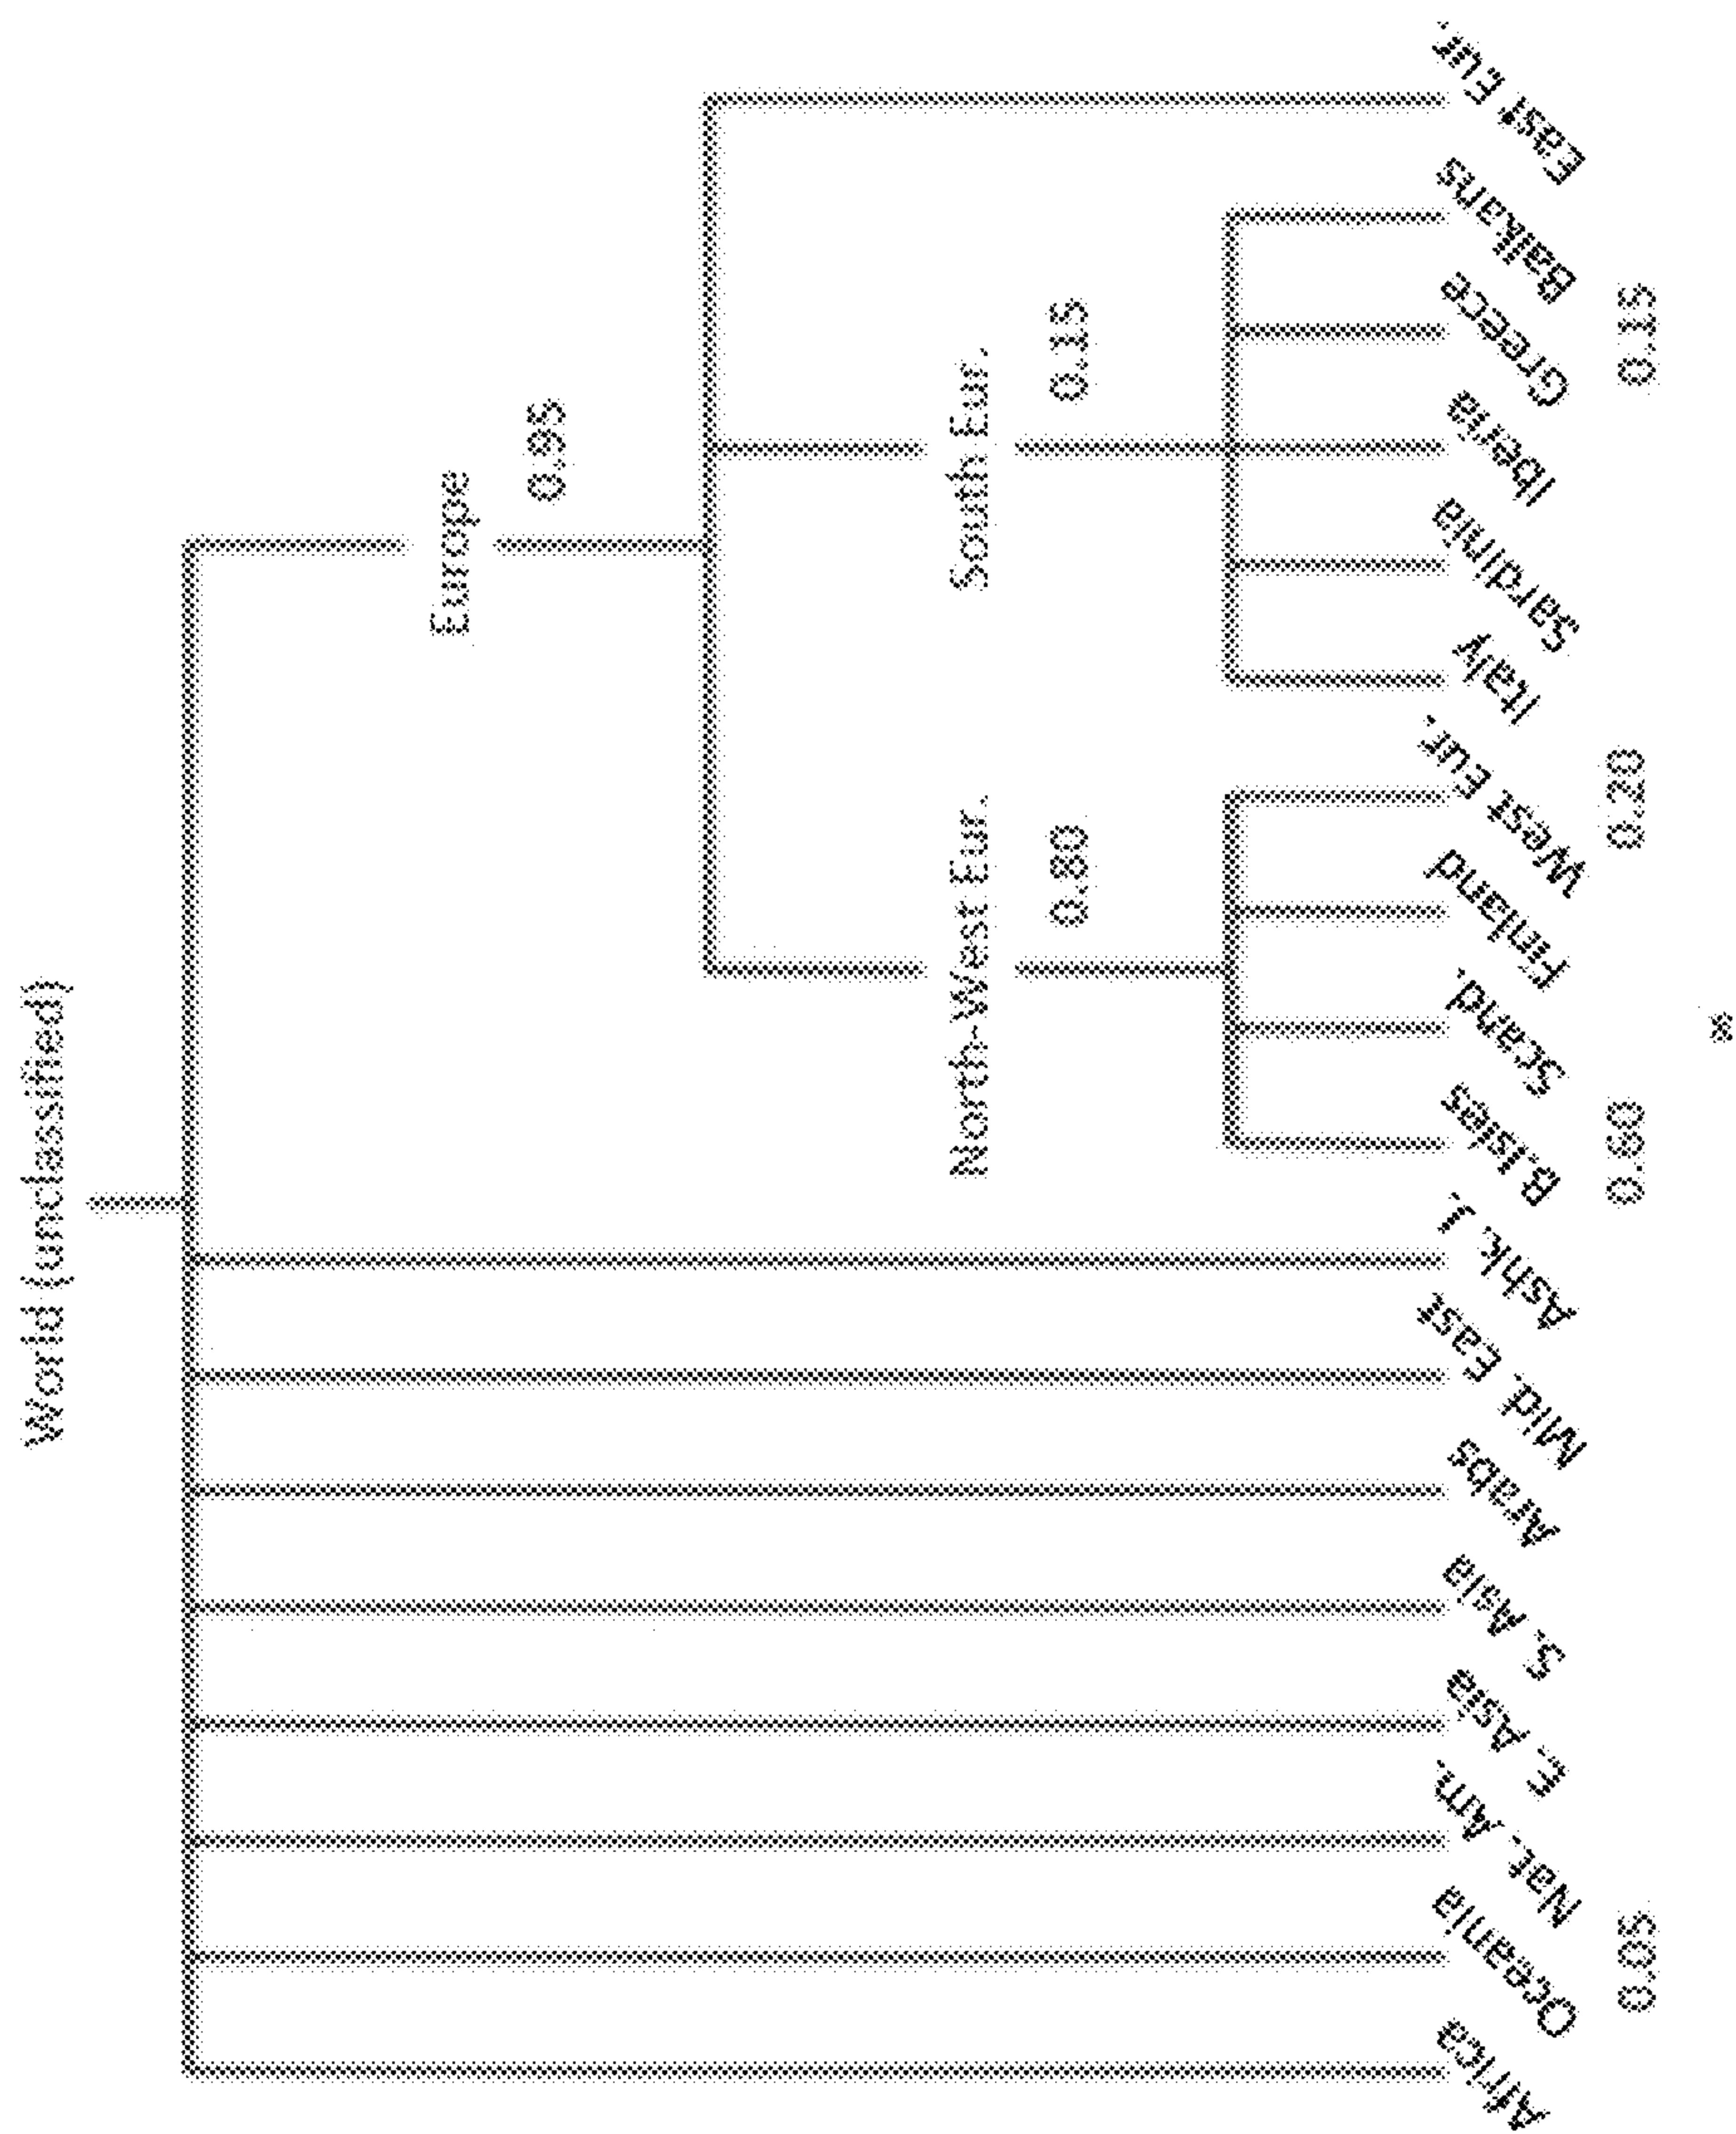 World (unclassified)
Europe
0.95
North-West Eur.
South Eur.
0.80
0.15
Africa
Oceania
Nat. Am.
E. Asia
S. Asia
Arabs
Mid. East
Ashk. J.
B.Isles
Scand.
Finland
West Eur.
Italy
Sardinia
Iberia
Greece
Balkans
East Eur.
0.05
0.60
0.20
0.15
*